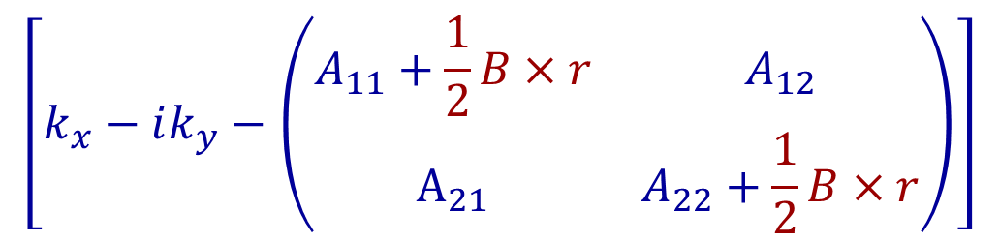 [k_x − ik_y − (A_11 + 1/2 B × r   A_12
A_21   A_22 + 1/2 B × r)]